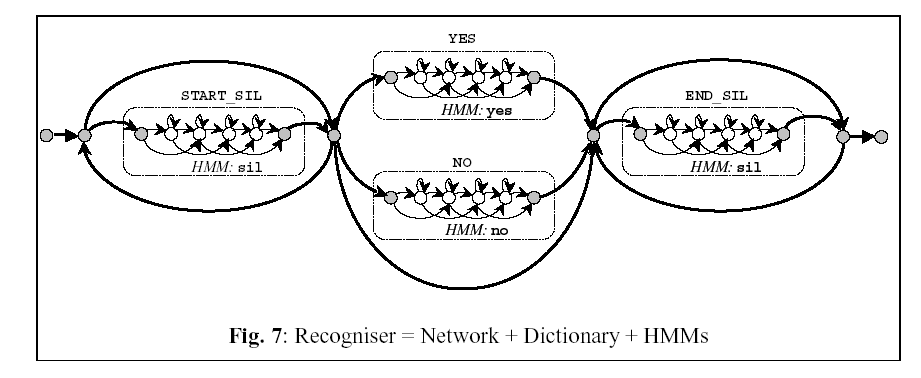 YES
HMM: yes
START_SIL
HMM: sil
END_SIL
HMM: sil
NO
HMM: no
Fig. 7: Recogniser = Network + Dictionary + HMMs